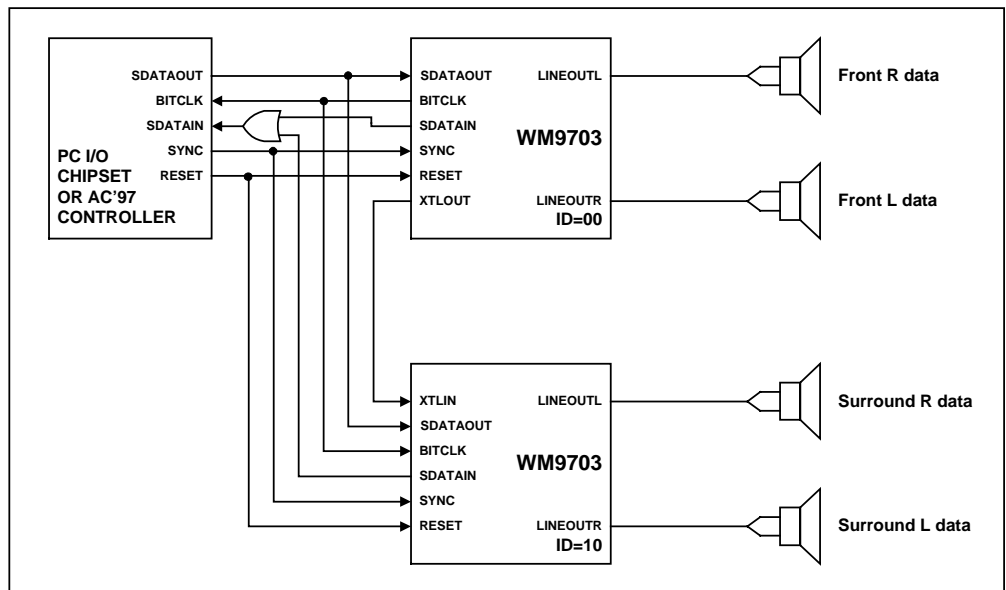 SDATAOUT
BITCLK
SDATAIN
SYNC
RESET
PC I/O
CHIPSET
OR AC'97
CONTROLLER
SDATAOUT
BITCLK
SDATAIN
SYNC
RESET
XTLOUT
LINEOUTL
WM9703
LINEOUTR
ID=00
Front R data
Front L data
XTLIN
SDATAOUT
BITCLK
SDATAIN
SYNC
RESET
LINEOUTL
WM9703
LINEOUTR
ID=10
Surround R data
Surround L data